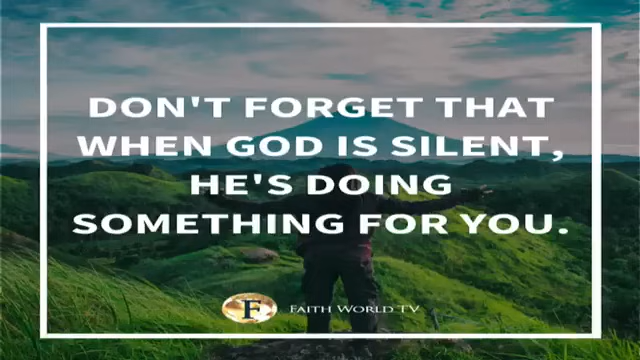 DON'T FORGET THAT
WHEN GOD IS SILENT,
HE'S DOING
SOMETHING FOR YOU.
F FAITH WORLD TV